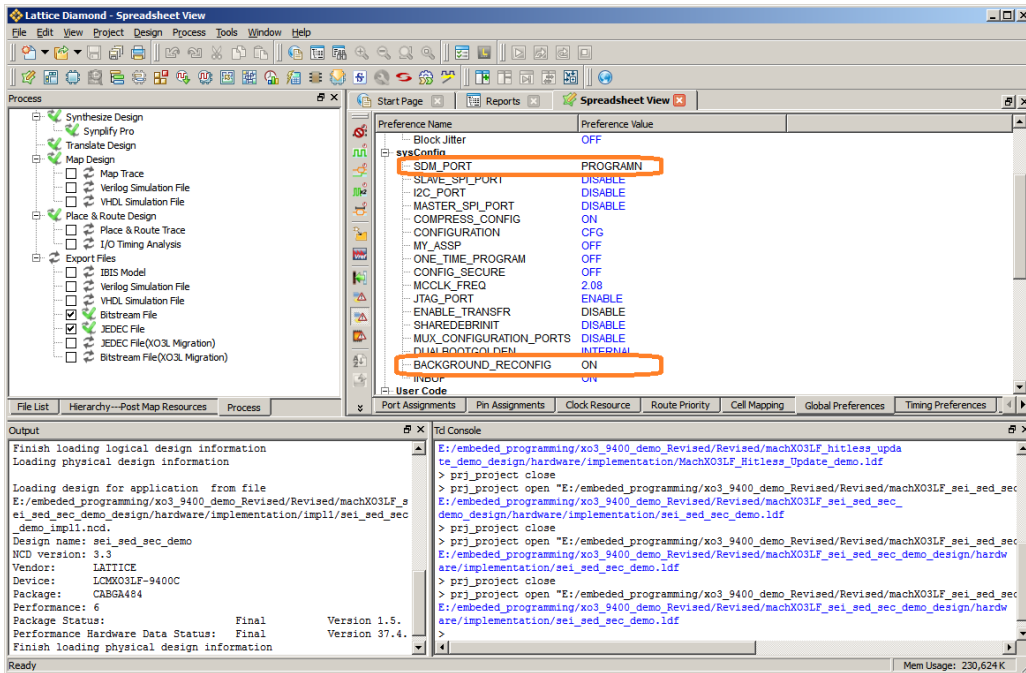 Lattice Diamond - Spreadsheet View
File Edit View Project Design Process Tools Window Help
Process
Synthesize Design
Synplify Pro
Translate Design
Map Design
Map Trace
Verilog Simulation File
VHDL Simulation File
Place & Route Design
Place & Route Trace
I/O Timing Analysis
Export Files
IBIS Model
Verilog Simulation File
VHDL Simulation File
Bitstream File
JEDEC File
JEDEC File(XO3L Migration)
Bitstream File(XO3L Migration)
File List Hierarchy---Post Map Resources Process
Start Page Reports Spreadsheet View
Preference Name Preference Value
Block Jitter OFF
sysConfig
SDM_PORT PROGRAMN
SLAVE_SPI_PORT DISABLE
I2C_PORT DISABLE
MASTER_SPI_PORT DISABLE
COMPRESS_CONFIG ON
CONFIGURATION CFG
MY_ASSP OFF
ONE_TIME_PROGRAM OFF
CONFIG_SECURE OFF
MCCLK_FREQ 2.08
JTAG_PORT ENABLE
ENABLE_TRANSFR DISABLE
SHAREDEBRINIT DISABLE
MUX_CONFIGURATION_PORTS DISABLE
DUALBOOTGOLDEN INTERNAL
BACKGROUND_RECONFIG ON
INBUF ON
User Code
Port Assignments Pin Assignments Clock Resource Route Priority Cell Mapping Global Preferences Timing Preferences
Output
Finish loading logical design information
Loading physical design information
Loading design for application from file
E:/embeded_programming/xo3_9400_demo_Revised/Revised/machXO3LF_s
ei_sed_sec_demo_design/hardware/implementation/impl1/sei_sed_sec
_demo_impl1.ncd.
Design name: sei_sed_sec_demo
NCD version: 3.3
Vendor: LATTICE
Device: LCMXO3LF-9400C
Package: CABGA484
Performance: 6
Package Status: Final Version 1.5.
Performance Hardware Data Status: Final Version 37.4.
Finish loading physical design information
Tcl Console
E:/embeded_programming/xo3_9400_demo_Revised/Revised/machXO3LF_hitless_upda
te_demo_design/hardware/implementation/MachXO3LF_Hitless_Update_demo.ldf
> prj_project close
> prj_project open "E:/embeded_programming/xo3_9400_demo_Revised/Revised/machXO3LF_sei_sed_sec
E:/embeded_programming/xo3_9400_demo_Revised/Revised/machXO3LF_sei_sed_sec_
demo_design/hardware/implementation/sei_sed_sec_demo.ldf
> prj_project close
> prj_project open "E:/embeded_programming/xo3_9400_demo_Revised/Revised/machXO3LF_sei_sed_sec
E:/embeded_programming/xo3_9400_demo_Revised/Revised/machXO3LF_sei_sed_sec_demo_design/hardw
are/implementation/sei_sed_sec_demo.ldf
> prj_project close
> prj_project open "E:/embeded_programming/xo3_9400_demo_Revised/Revised/machXO3LF_sei_sed_sec
E:/embeded_programming/xo3_9400_demo_Revised/Revised/machXO3LF_sei_sed_sec_demo_design/hardw
are/implementation/sei_sed_sec_demo.ldf
>
Ready
Mem Usage: 230,624 K